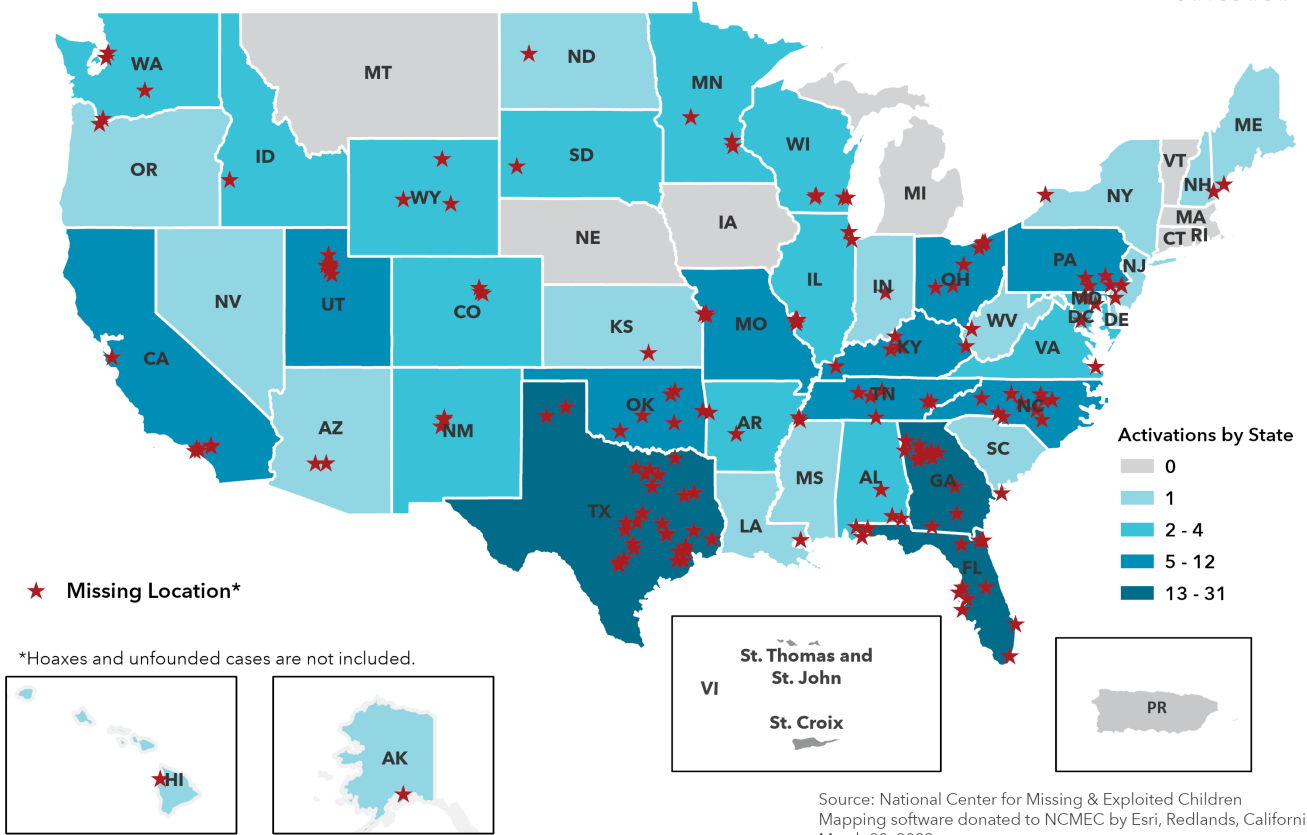 WA
MT
ND
MN
ME
OR
ID
SD
WI
VT
NH
NY
WY
MI
MA
CT RI
NE
IA
PA
NJ
NV
UT
CO
IL
IN
OH
MD
DC
DE
CA
KS
MO
WV
VA
KY
AZ
NM
OK
AR
TN
NC
MS
AL
GA
SC
TX
LA
FL
Activations by State
0
1
2 - 4
5 - 12
13 - 31
Missing Location*
*Hoaxes and unfounded cases are not included.
HI
AK
VI
St. Thomas and
St. John
St. Croix
PR
Source: National Center for Missing & Exploited Children
Mapping software donated to NCMEC by Esri, Redlands, Californi